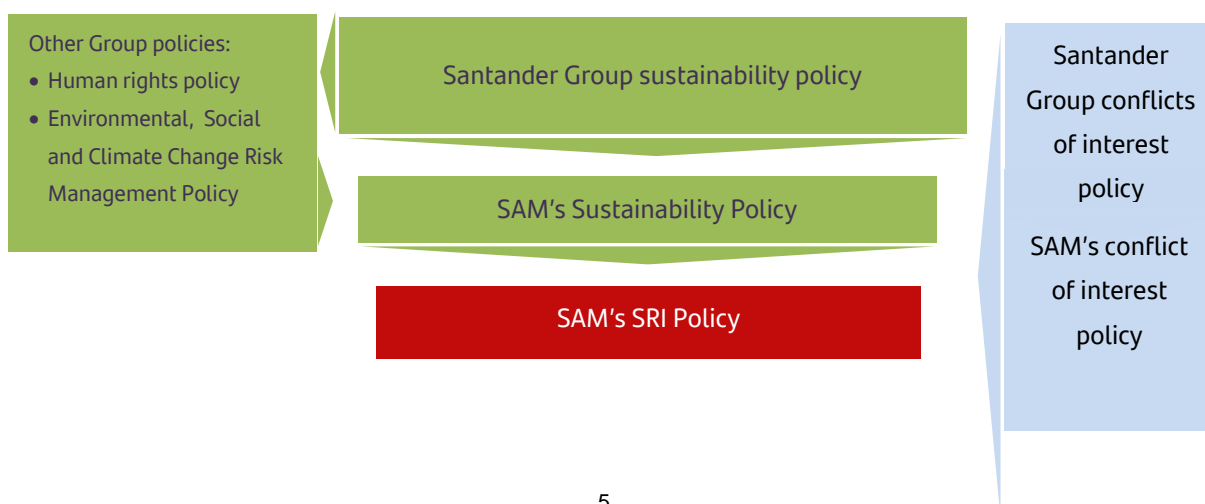 Other Group policies:
• Human rights policy
• Environmental, Social
and Climate Change Risk
Management Policy
Santander Group sustainability policy
SAM's Sustainability Policy
SAM's SRI Policy
Santander
Group conflicts
of interest
policy
SAM's conflict
of interest
policy
5